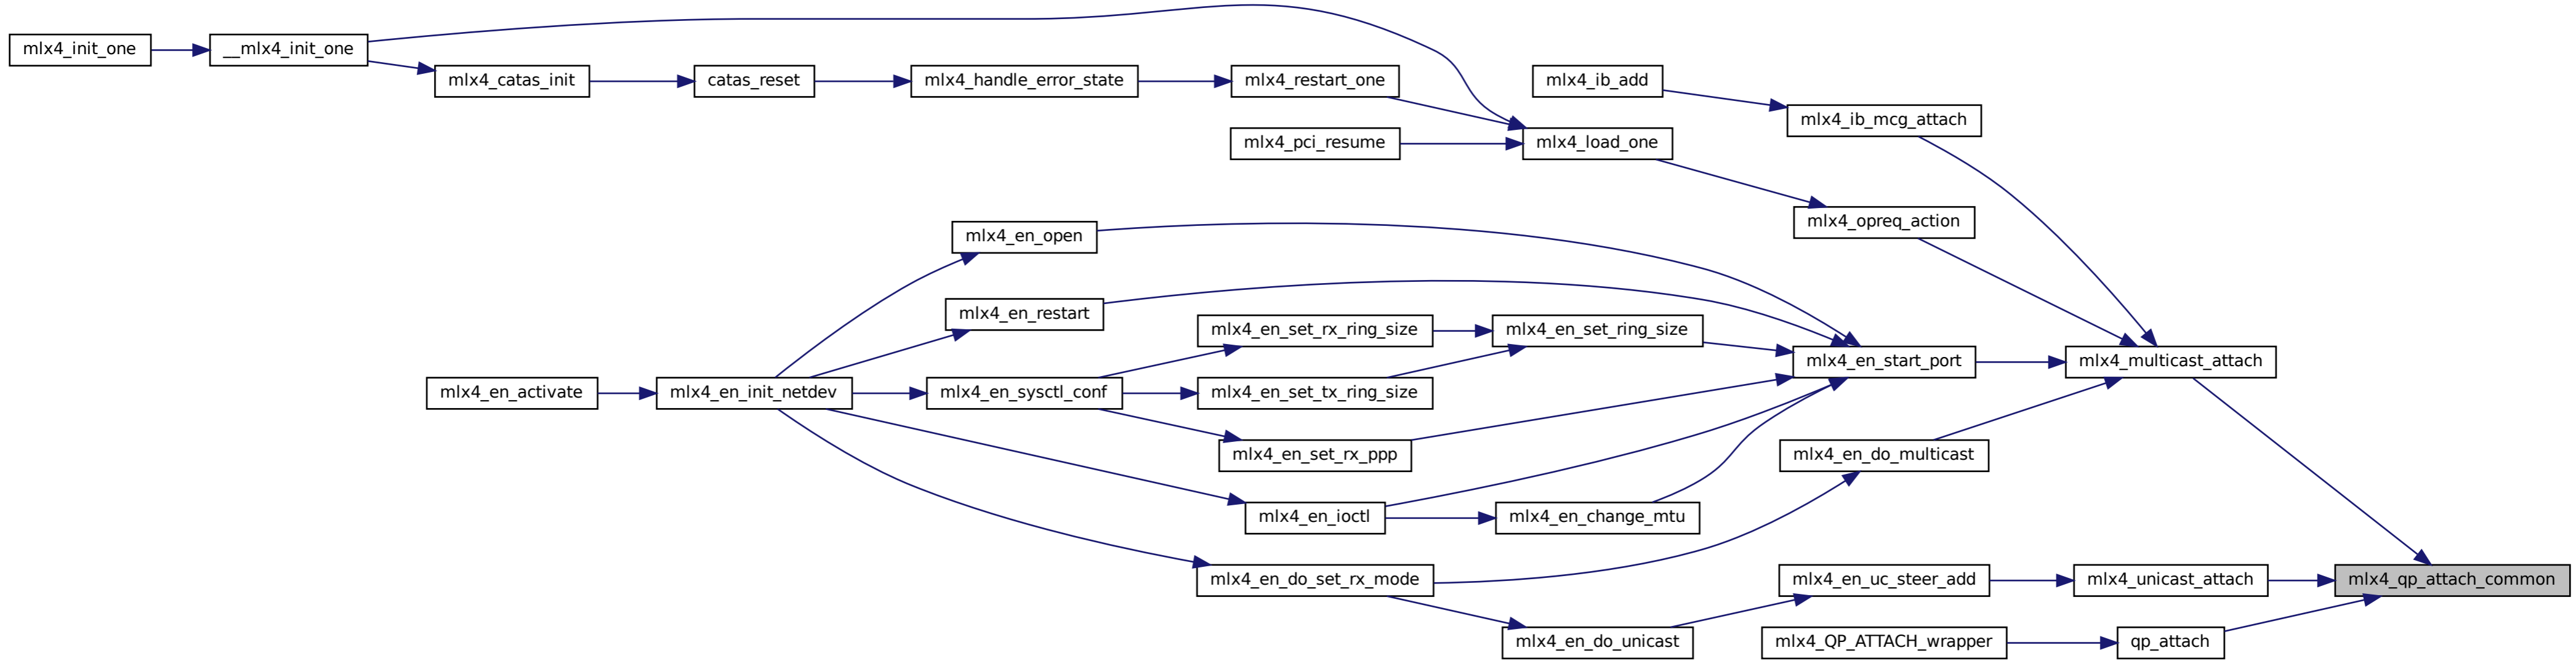 mlx4_init_one
__mlx4_init_one
mlx4_catas_init
catas_reset
mlx4_handle_error_state
mlx4_restart_one
mlx4_ib_add
mlx4_ib_mcg_attach
mlx4_pci_resume
mlx4_load_one
mlx4_opreq_action
mlx4_en_open
mlx4_en_restart
mlx4_en_set_rx_ring_size
mlx4_en_set_ring_size
mlx4_en_start_port
mlx4_multicast_attach
mlx4_en_activate
mlx4_en_init_netdev
mlx4_en_sysctl_conf
mlx4_en_set_tx_ring_size
mlx4_en_set_rx_ppp
mlx4_en_do_multicast
mlx4_en_ioctl
mlx4_en_change_mtu
mlx4_en_do_set_rx_mode
mlx4_en_uc_steer_add
mlx4_unicast_attach
mlx4_qp_attach_common
mlx4_en_do_unicast
mlx4_QP_ATTACH_wrapper
qp_attach